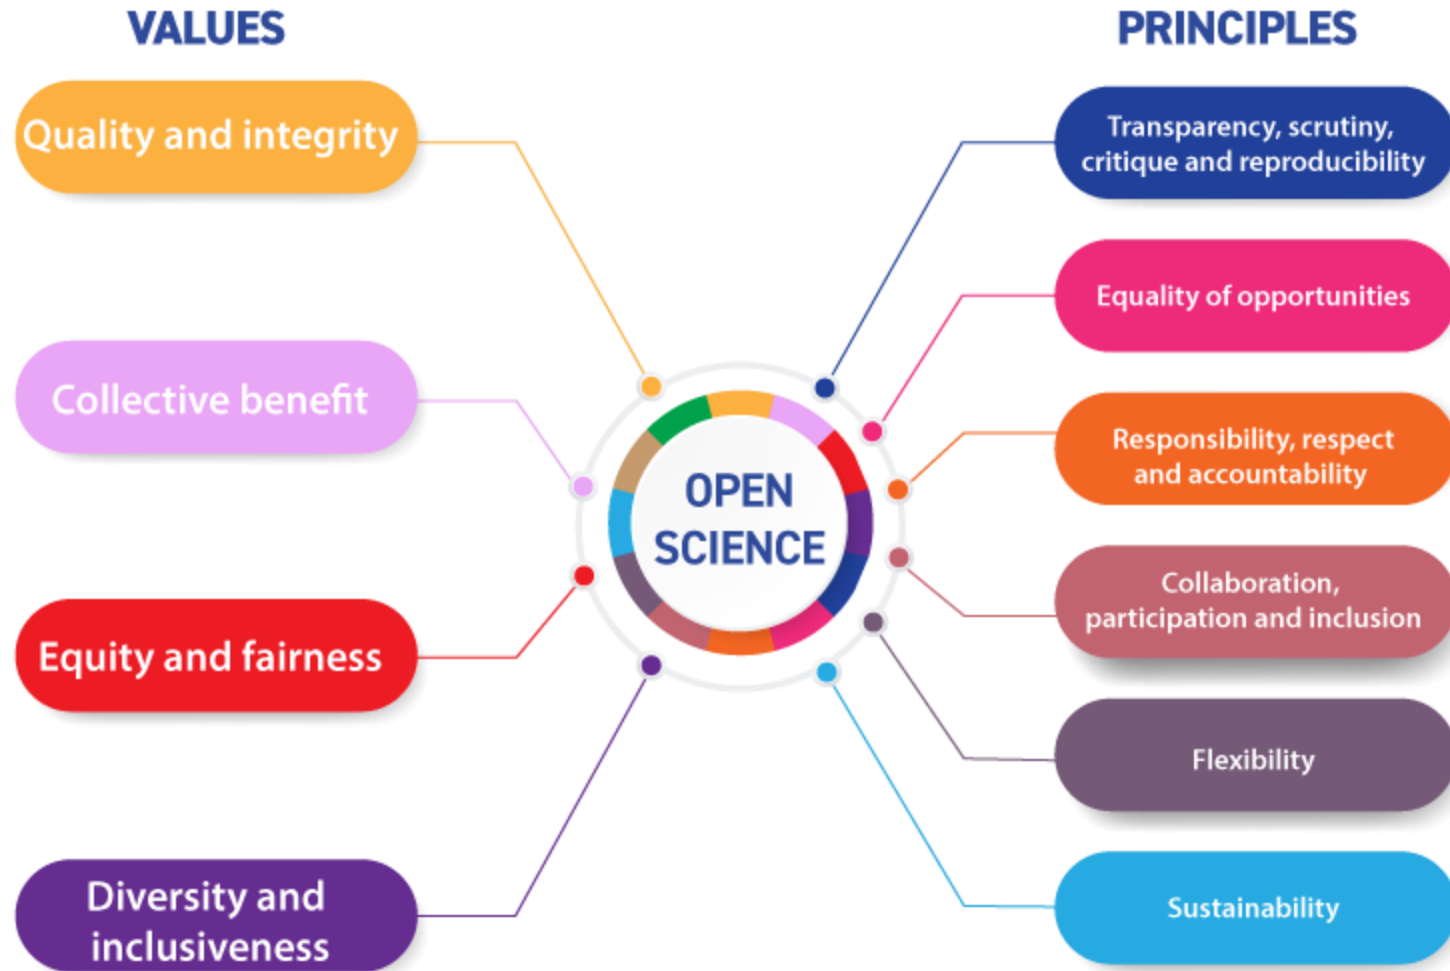 VALUES
Quality and integrity
Collective benefit
Equity and fairness
Diversity and
inclusiveness
OPEN
SCIENCE
PRINCIPLES
Transparency, scrutiny,
critique and reproducibility
Equality of opportunities
Responsibility, respect
and accountability
Collaboration,
participation and inclusion
Flexibility
Sustainability